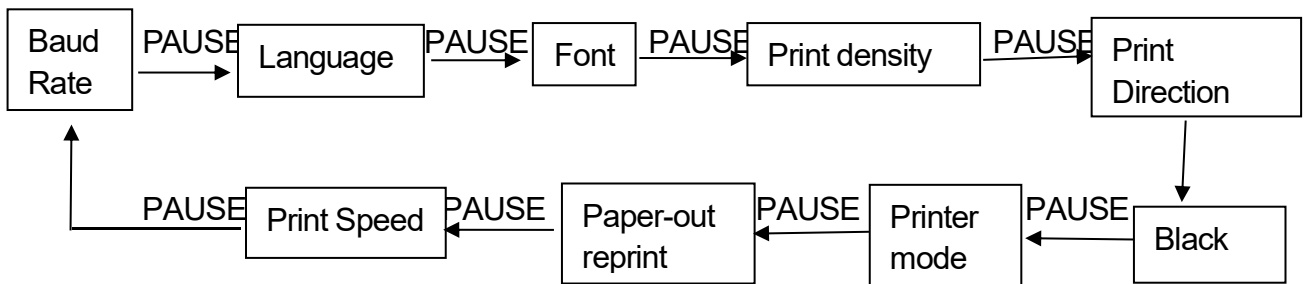 Baud
Rate
PAUSE
Language
PAUSE
Font
PAUSE
Print density
PAUSE
Print
Direction
Black
PAUSE
Printer
mode
PAUSE
Paper-out
reprint
PAUSE
Print Speed
PAUSE